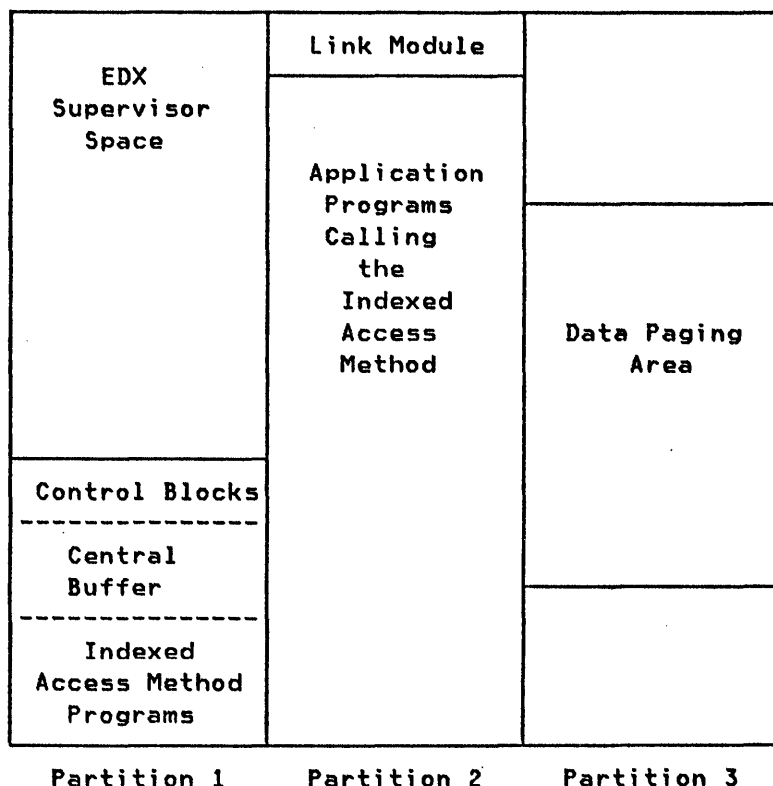 EDX
Supervisor
Space
Control Blocks
Central
Buffer
Indexed
Access Method
Programs
Partition 1
Link Module
Application
Programs
Calling
the
Indexed
Access
Method
Partition 2
Data Paging
Area
Partition 3